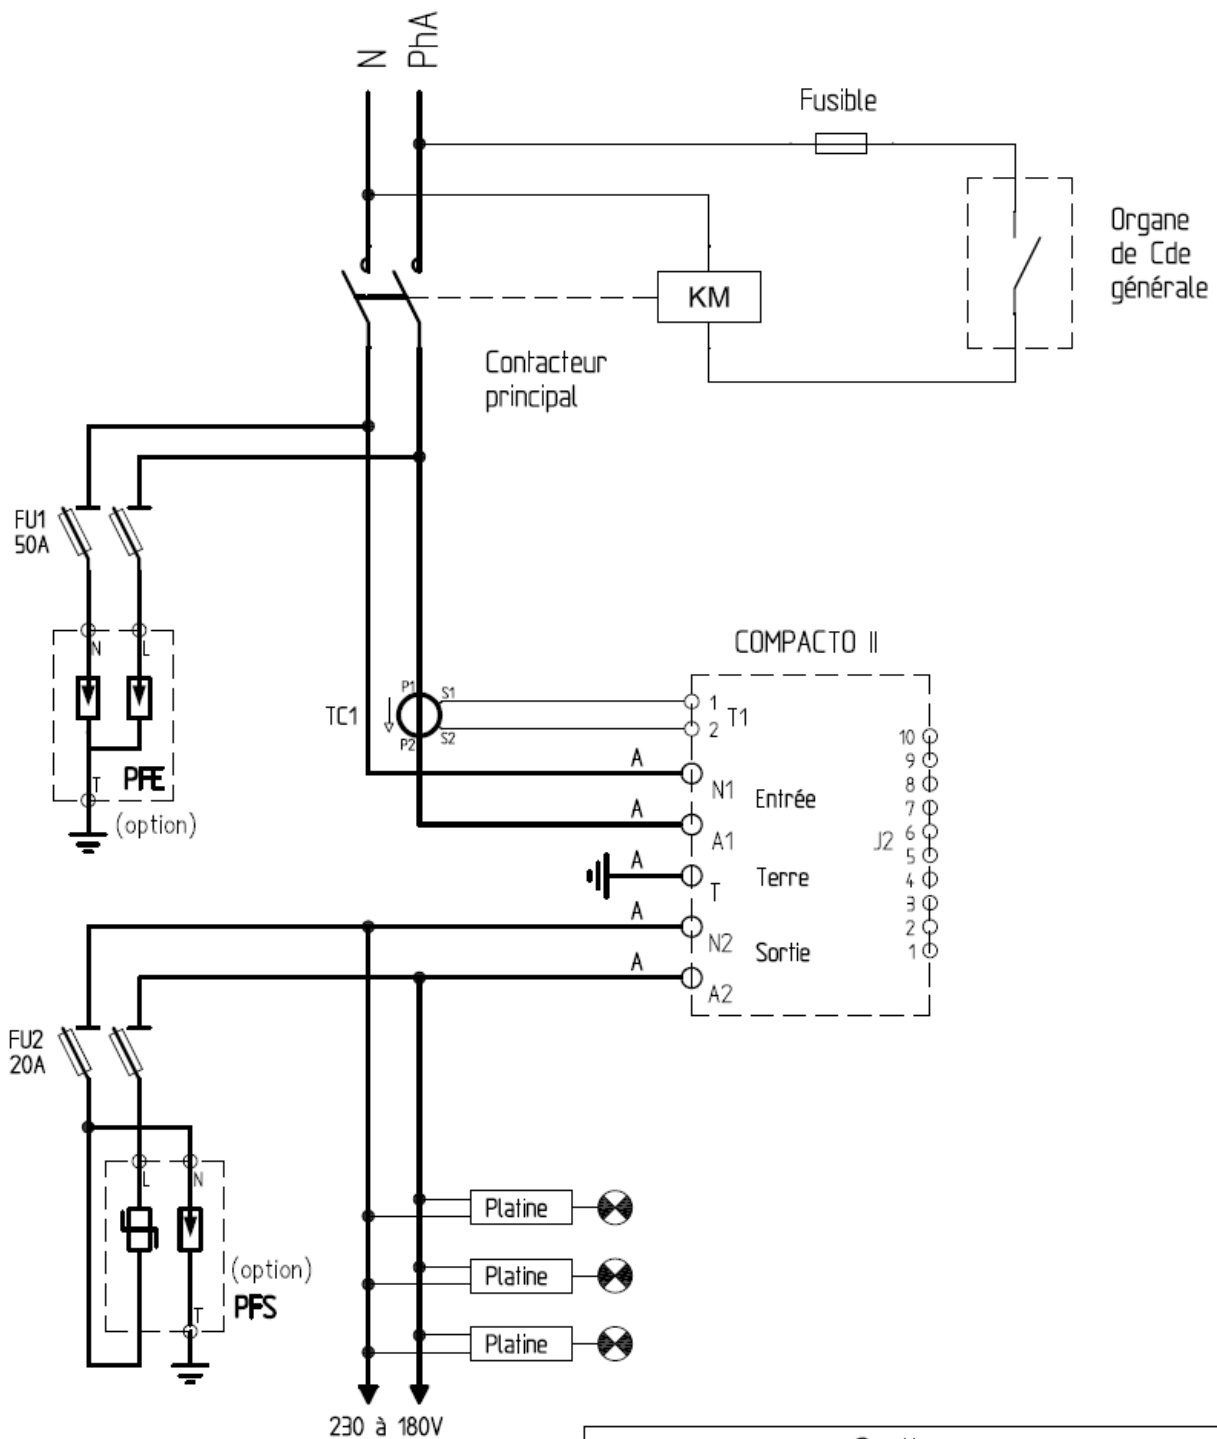 N
PhA
Fusible
Organe
de Cde
générale
KM
Contacteur
principal
FU1
50A
N
L
T
PFE
(option)
COMPACTO II
TC1
P1
S1
P2
S2
1
2
T1
A
N1
Entrée
A
A1
A
T
Terre
A
N2
Sortie
A
A2
J2
10
9
8
7
6
5
4
3
2
1
FU2
20A
L
N
T
(option)
PFS
Platine
Platine
Platine
230 à 180V